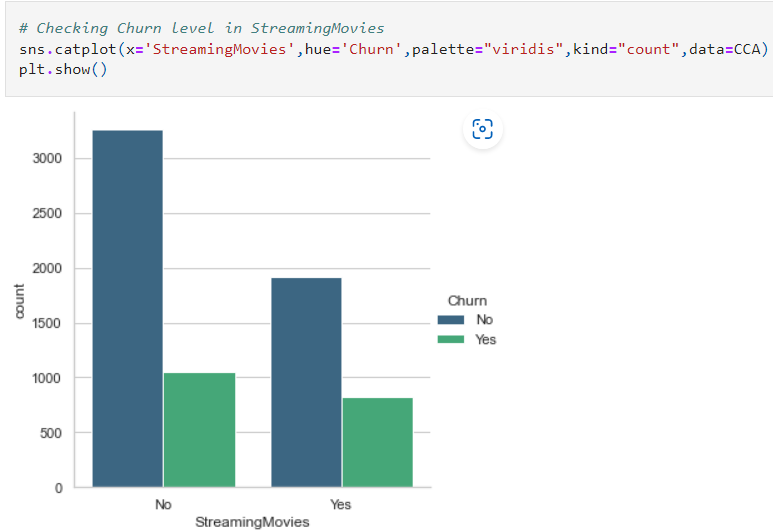 # Checking Churn level in StreamingMovies
sns.catplot(x='StreamingMovies',hue='Churn',palette="viridis",kind="count",data=CCA)
plt.show()
3000
2500
2000
1500
1000
500
0
count
No
Yes
StreamingMovies
Churn
No
Yes